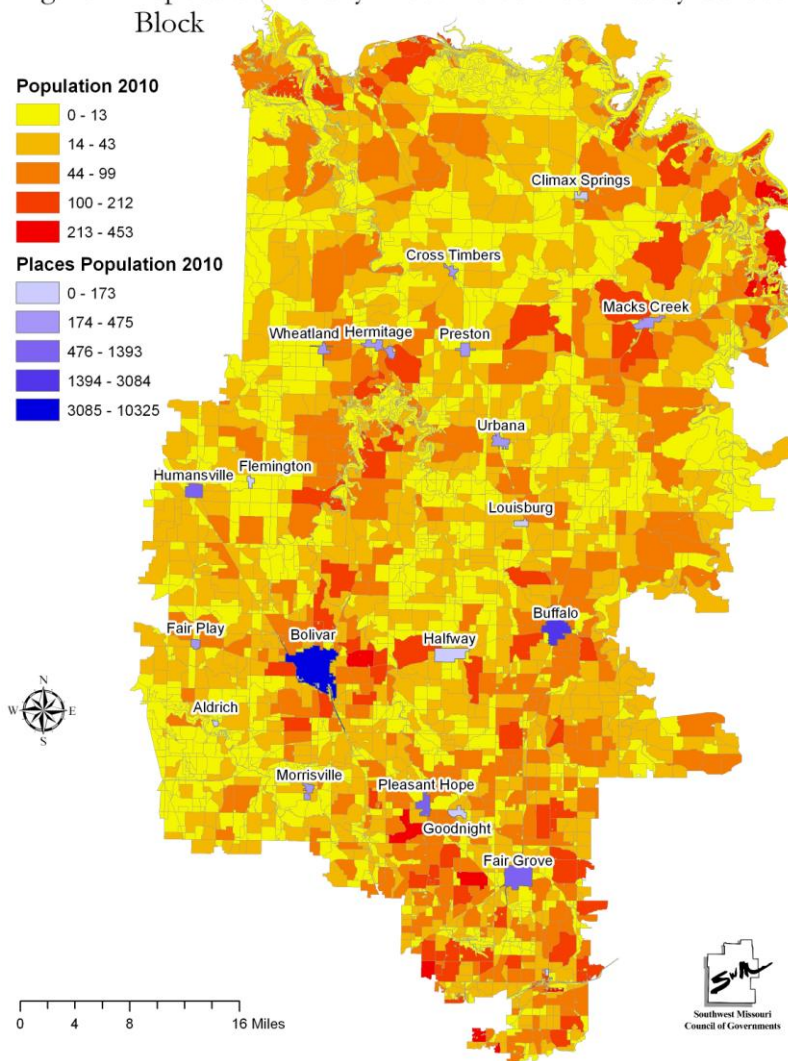 Block
Population 2010
0 - 13
14 - 43
44 - 99
100 - 212
213 - 453
Places Population 2010
0 - 173
174 - 475
476 - 1393
1394 - 3084
3085 - 10325
Climax Springs
Cross Timbers
Macks Creek
Wheatland
Hermitage
Preston
Urbana
Flemington
Humansville
Louisburg
Buffalo
Fair Play
Bolivar
Halfway
N
W
E
S
Aldrich
Morrisville
Pleasant Hope
Goodnight
Fair Grove
SWM
Southwest Missouri
Council of Governments
0 4 8 16 Miles